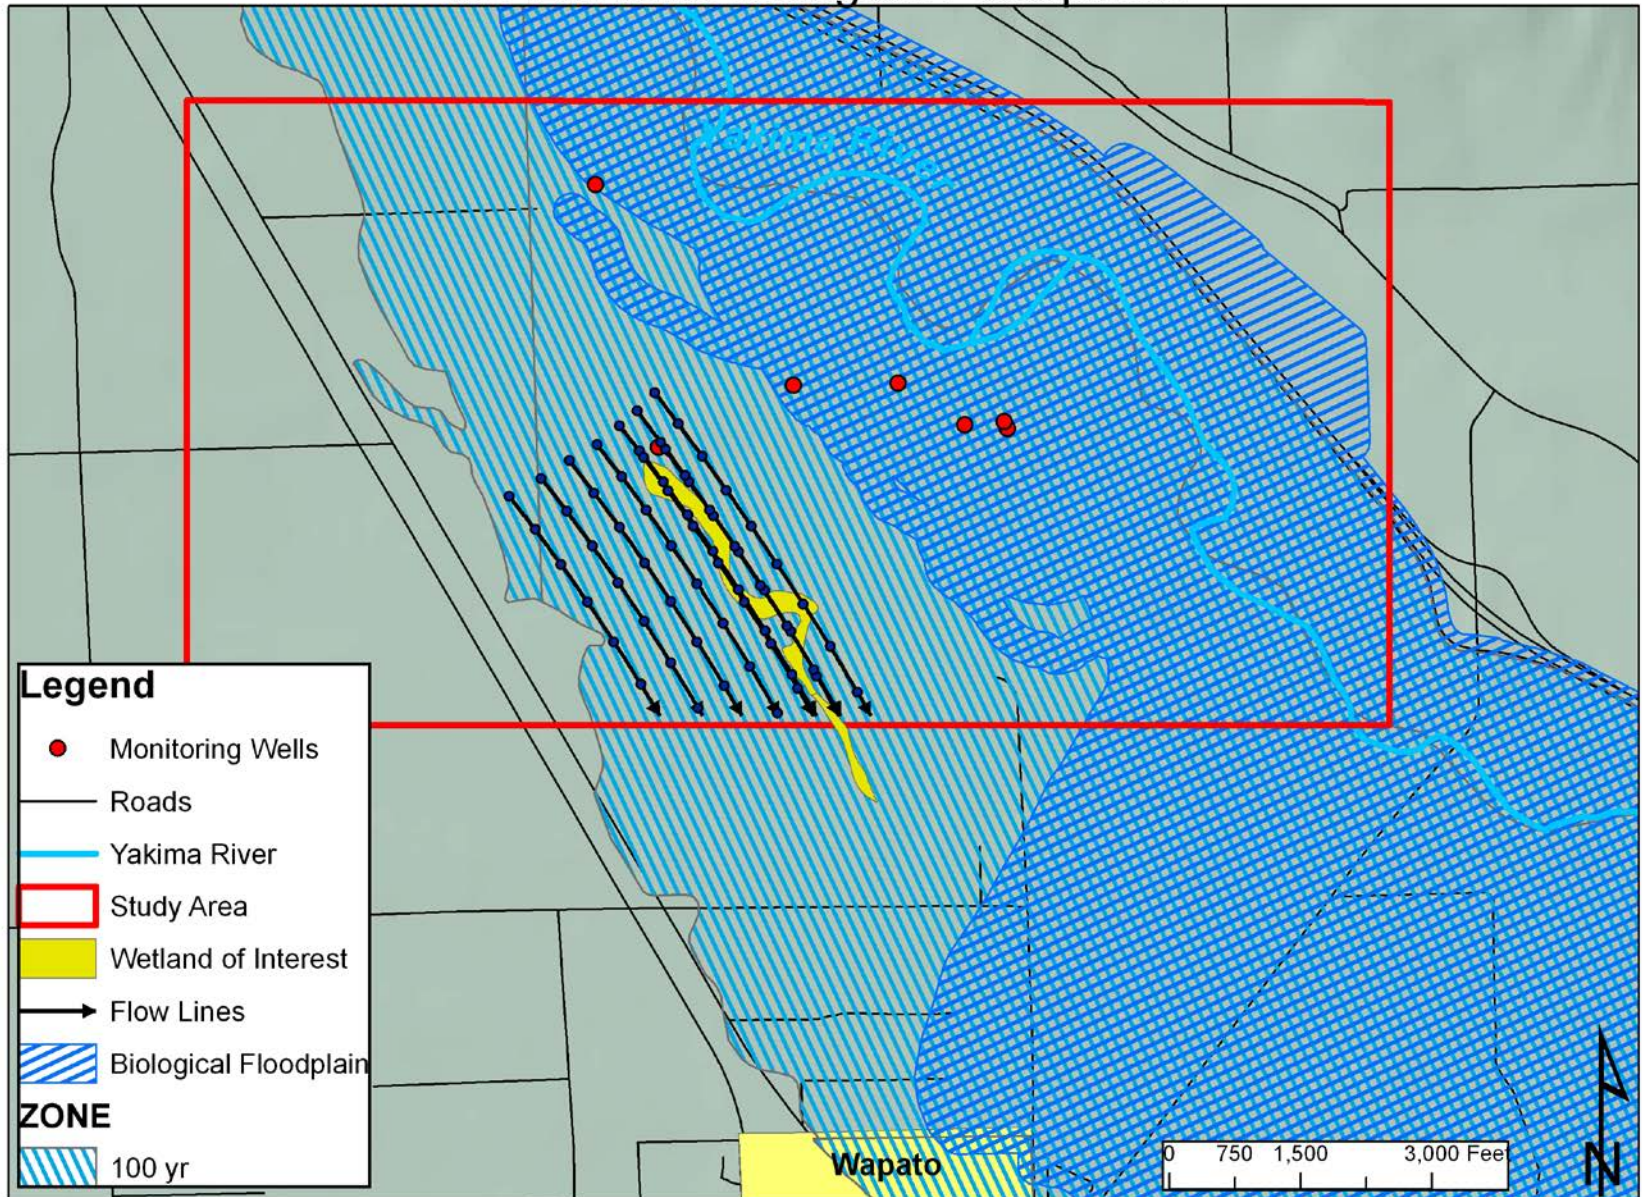 Yakima River
Legend
Monitoring Wells
Roads
Yakima River
Study Area
Wetland of Interest
Flow Lines
Biological Floodplain
ZONE
100 yr
Wapato
0 750 1,500 3,000 Feet
N